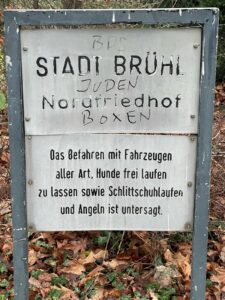 BDD
STADT BRÜHL
JUDEN
Nordfriedhof
BOXEN
Das Befahren mit Fahrzeugen
aller Art, Hunde frei laufen
zu lassen sowie Schlittschuhlaufen
und Angeln ist untersagt.